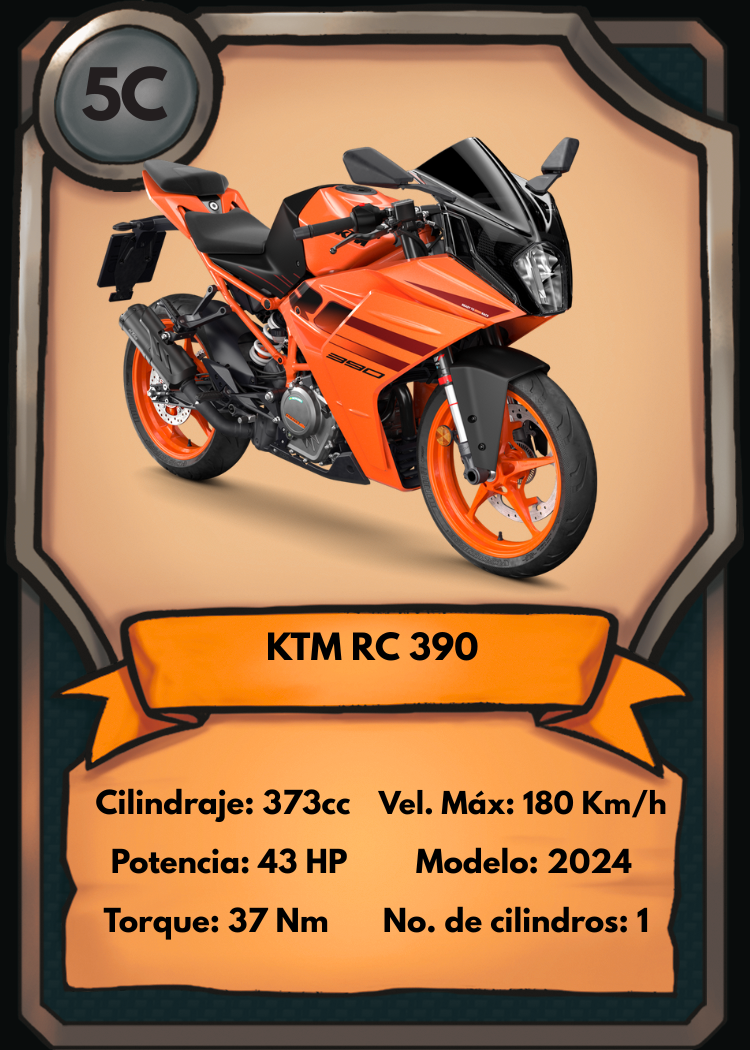 5C
390
KTM RC 390
Cilindraje: 373cc Vel. Máx: 180 Km/h
Potencia: 43 HP Modelo: 2024
Torque: 37 Nm No. de cilindros: 1